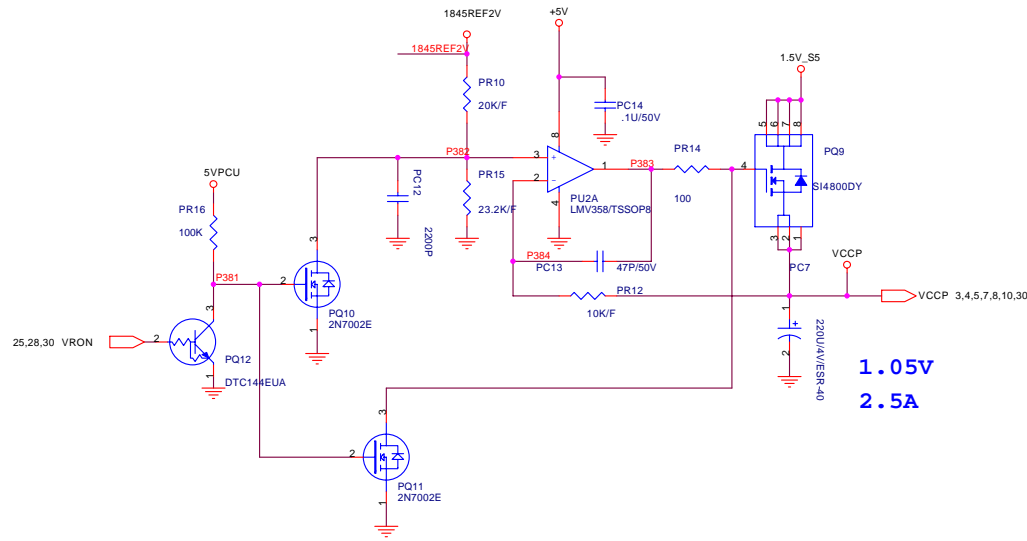 1845REF2V
+5V
1845REF2V
1.5V_S5
PR10
20K/F
PC14
.1U/50V
5
6
7
8
8
PQ9
P382
3
+
1
P383
PR14
4
2
-
PC12
PR15
PU2A
LMV358/TSSOP8
100
SI4800DY
5VPCU
4
23.2K/F
PR16
100K
2200P
3
2
1
3
P384
PC13
47P/50V
PC7
VCCP
P381
2
PR12
VCCP 3,4,5,7,8,10,30
3
PQ10
2N7002E
10K/F
1
+
25,28,30 VRON
2
1
220U/4V/ESR-40
PQ12
2
1
DTC144EUA
1.05V
2.5A
3
2
PQ11
2N7002E
1